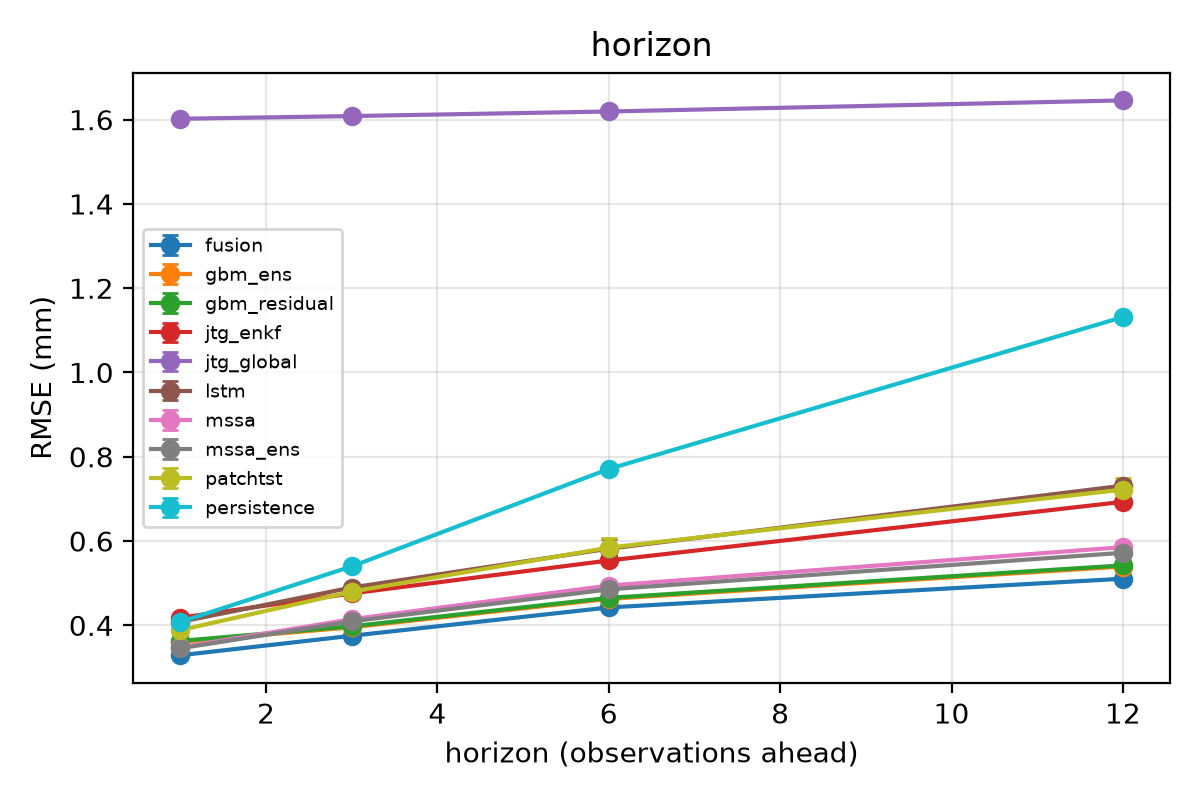 horizon
1.6
1.4
1.2
1.0
0.8
0.6
0.4
RMSE (mm)
fusion
gbm_ens
gbm_residual
jtg_enkf
jtg_global
lstm
mssa
mssa_ens
patchtst
persistence
2 4 6 8 10 12
horizon (observations ahead)